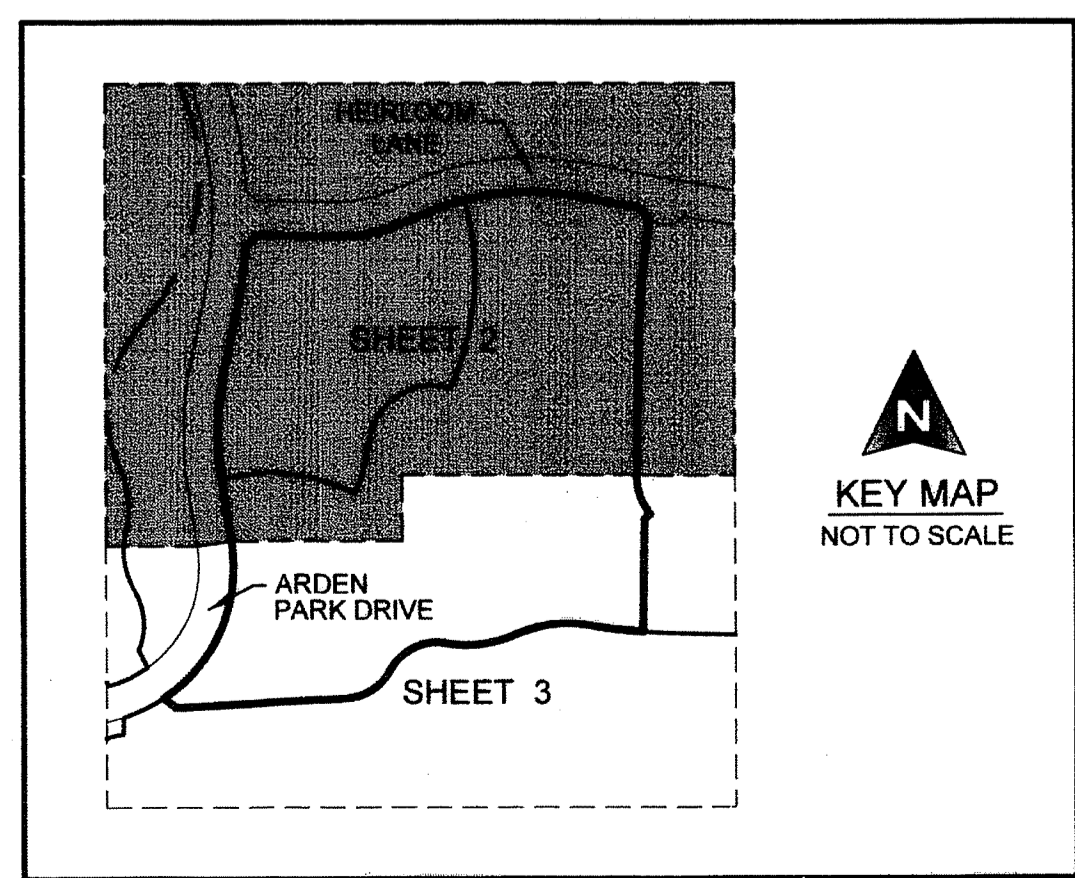 HEIRLOOM
LANE
SHEET 2
N
KEY MAP
NOT TO SCALE
ARDEN
PARK DRIVE
SHEET 3